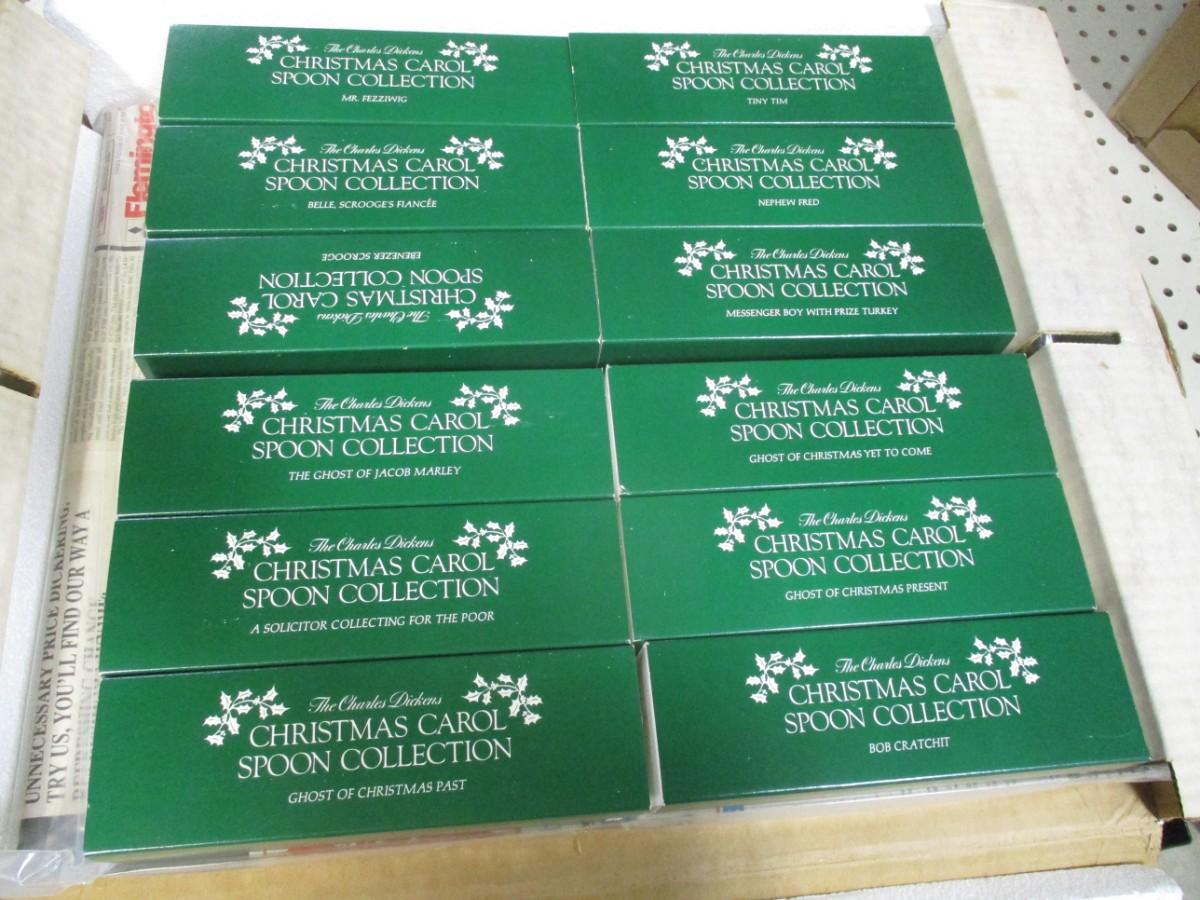 The Charles Dickens
CHRISTMAS CAROL
SPOON COLLECTION
MR. FEZZIWIG
The Charles Dickens
CHRISTMAS CAROL
SPOON COLLECTION
TINY TIM
The Charles Dickens
CHRISTMAS CAROL
SPOON COLLECTION
BELLE, SCROOGE'S FIANCÉE
The Charles Dickens
CHRISTMAS CAROL
SPOON COLLECTION
NEPHEW FRED
The Charles Dickens
CHRISTMAS CAROL
SPOON COLLECTION
EBENEZER SCROOGE
The Charles Dickens
CHRISTMAS CAROL
SPOON COLLECTION
MESSENGER BOY WITH PRIZE TURKEY
The Charles Dickens
CHRISTMAS CAROL
SPOON COLLECTION
THE GHOST OF JACOB MARLEY
The Charles Dickens
CHRISTMAS CAROL
SPOON COLLECTION
GHOST OF CHRISTMAS YET TO COME
The Charles Dickens
CHRISTMAS CAROL
SPOON COLLECTION
A SOLICITOR COLLECTING FOR THE POOR
The Charles Dickens
CHRISTMAS CAROL
SPOON COLLECTION
GHOST OF CHRISTMAS PRESENT
The Charles Dickens
CHRISTMAS CAROL
SPOON COLLECTION
GHOST OF CHRISTMAS PAST
The Charles Dickens
CHRISTMAS CAROL
SPOON COLLECTION
BOB CRATCHIT
Flemingto
UNNECESSARY PRICE DICKERING.
TRY US, YOU'LL FIND OUR WAY A
CHANGE